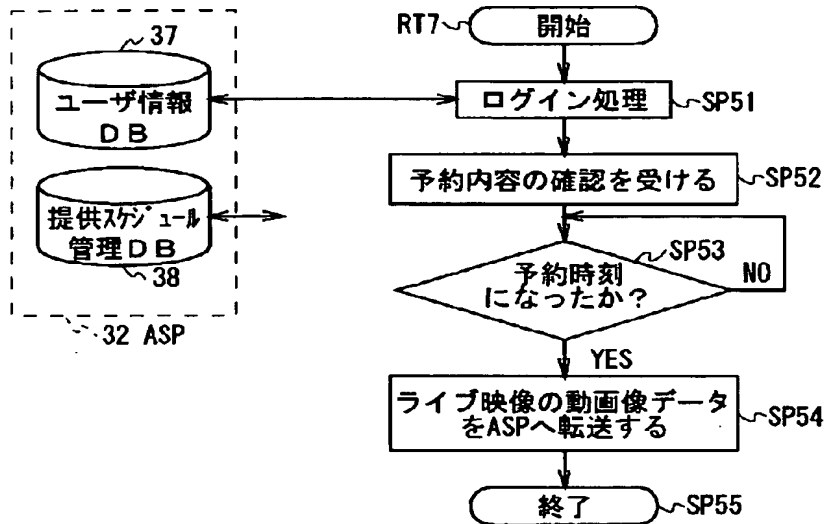 37
ユーザ情報
DB
提供スケジュール
管理DB
38
32 ASP
RT7
開始
ログイン処理
SP51
予約内容の確認を受ける
SP52
予約時刻
になったか?
SP53
NO
YES
ライブ映像の動画像データ
をASPへ転送する
SP54
終了
SP55